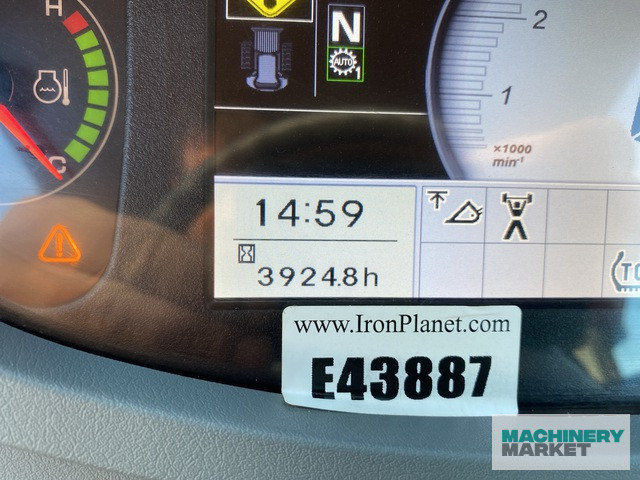 H
N
AUTO
1
2
1
×1000
min⁻¹
C
14:59
3924.8h
www.IronPlanet.com
E43887
MACHINERY
MARKET